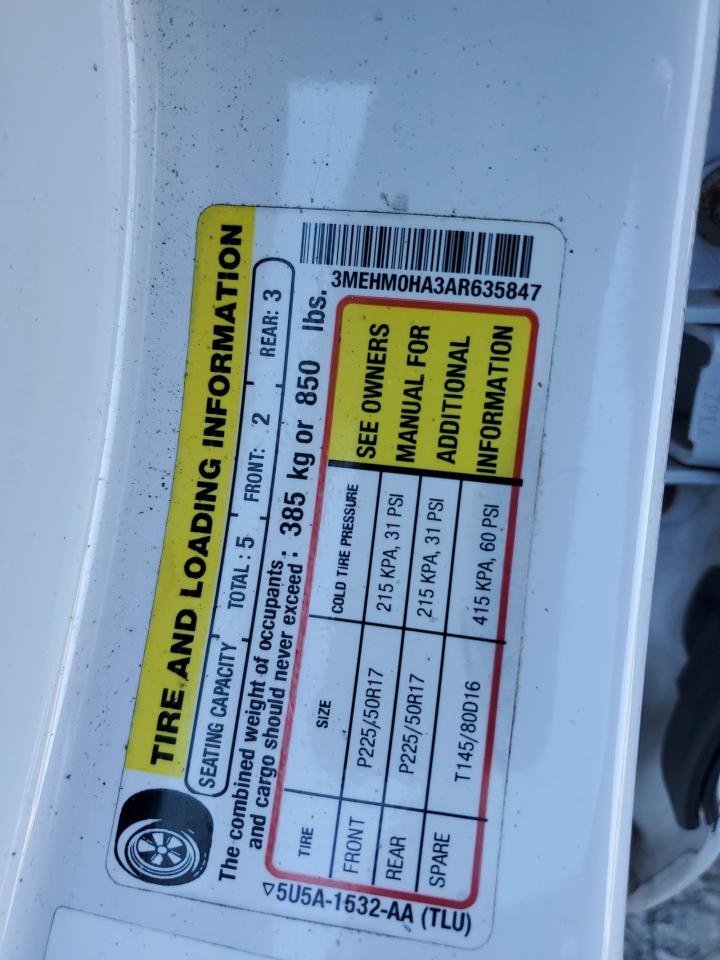 TIRE AND LOADING INFORMATION
SEATING CAPACITY TOTAL : 5 FRONT: 2 REAR: 3
The combined weight of occupants
and cargo should never exceed : 385 kg or 850 lbs.
TIRE SIZE COLD TIRE PRESSURE
FRONT P225/50R17 215 KPA, 31 PSI
REAR P225/50R17 215 KPA, 31 PSI
SPARE T145/80D16 415 KPA, 60 PSI
SEE OWNERS
MANUAL FOR
ADDITIONAL
INFORMATION
5U5A-1532-AA (TLU)
3MEHM0HA3AR635847